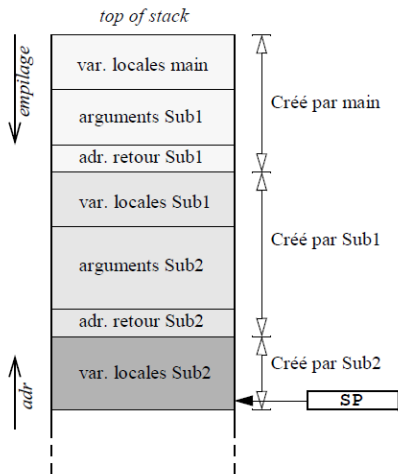 top of stack
empilage
var. locales main
arguments Sub1
adr. retour Sub1
Créé par main
var. locales Sub1
arguments Sub2
adr. retour Sub2
Créé par Sub1
var. locales Sub2
Créé par Sub2
adr
SP